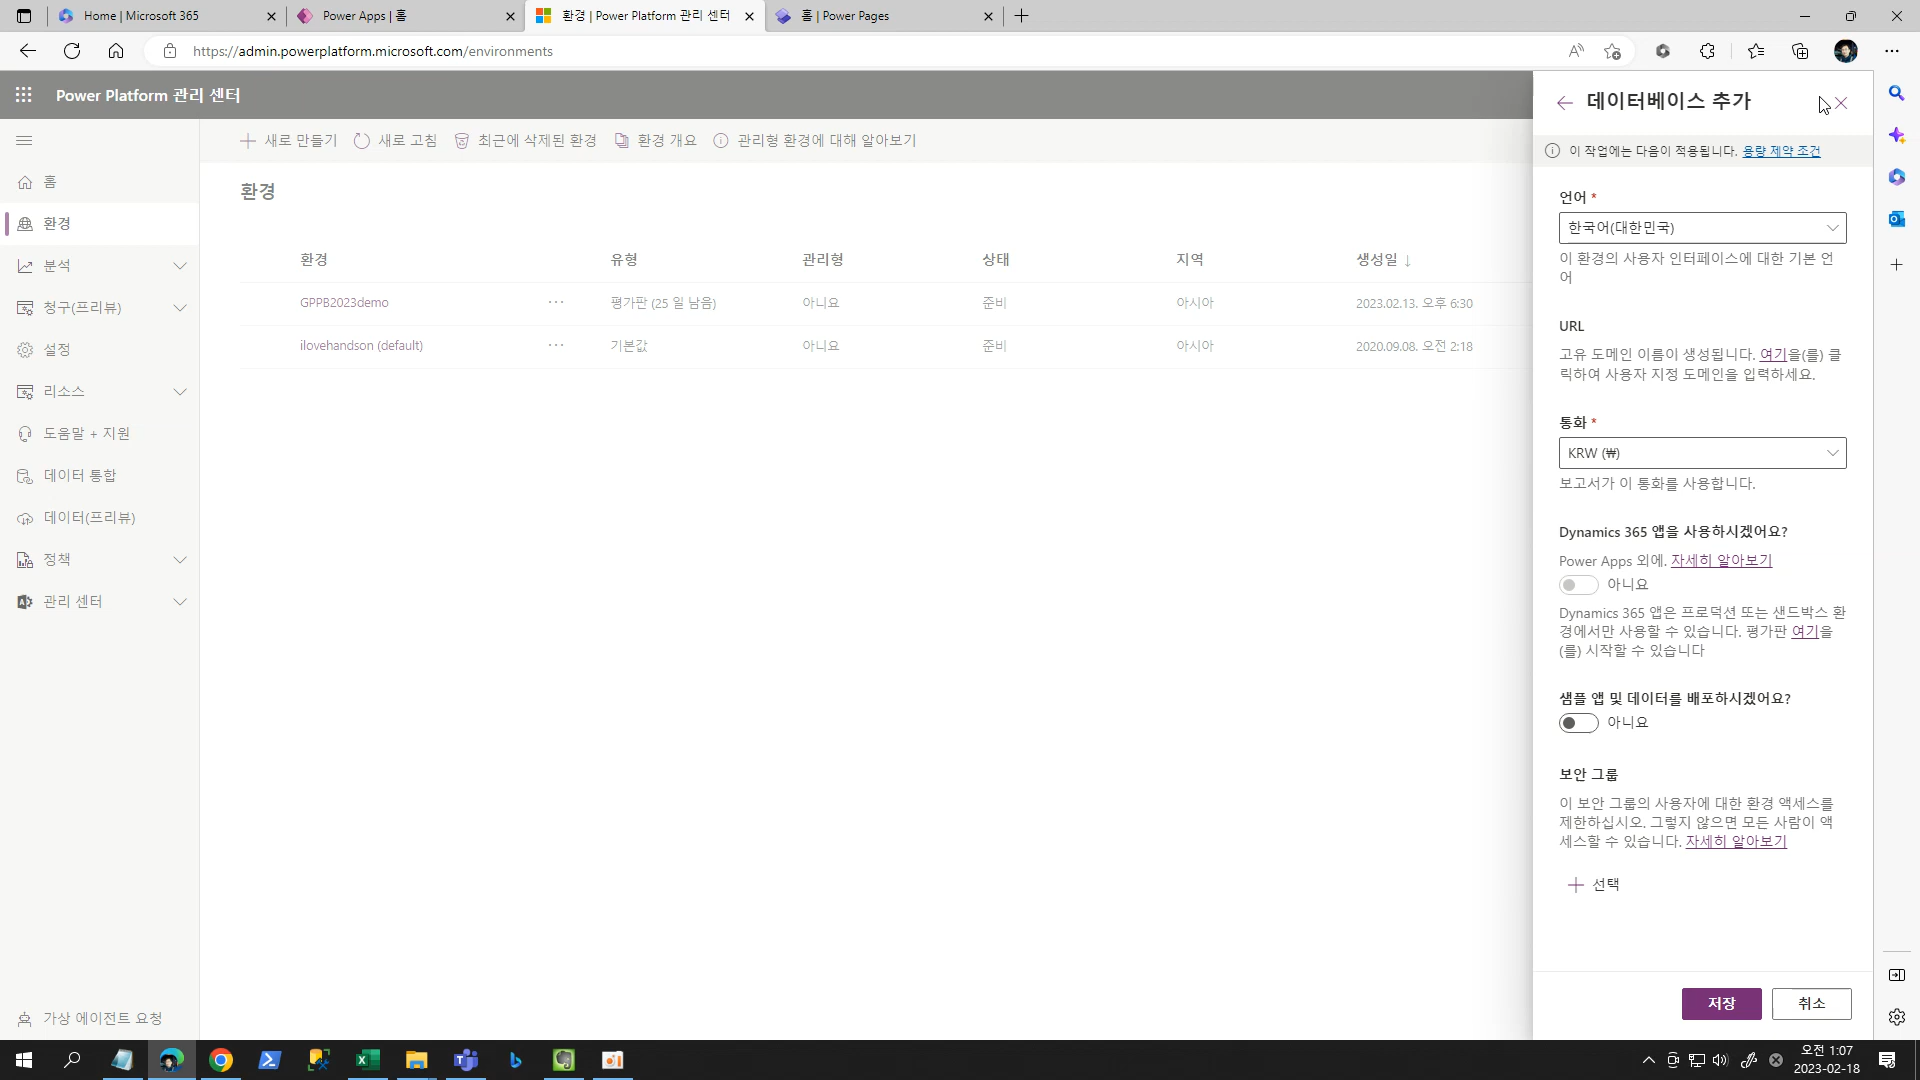 Home | Microsoft 365
Power Apps | 홈
환경 | Power Platform 관리 센터
홈 | Power Pages
https://admin.powerplatform.microsoft.com/environments
Power Platform 관리 센터
새로 만들기
새로 고침
최근에 삭제된 환경
환경 개요
관리형 환경에 대해 알아보기
홈
환경
분석
청구(프리뷰)
설정
리소스
도움말 + 지원
데이터 통합
데이터(프리뷰)
정책
관리 센터
가상 에이전트 요청
환경
환경 유형 관리형 상태 지역 생성일 ↓
GPPB2023demo ... 평가판 (25 일 남음) 아니요 준비 아시아 2023.02.13. 오후 6:30
ilovehandson (default) ... 기본값 아니요 준비 아시아 2020.09.08. 오전 2:18
데이터베이스 추가
이 작업에는 다음이 적용됩니다. 용량 제약 조건
언어 *
한국어(대한민국)
이 환경의 사용자 인터페이스에 대한 기본 언
어
URL
고유 도메인 이름이 생성됩니다. 여기을(를) 클
릭하여 사용자 지정 도메인을 입력하세요.
통화 *
KRW (₩)
보고서가 이 통화를 사용합니다.
Dynamics 365 앱을 사용하시겠어요?
Power Apps 외에. 자세히 알아보기
아니요
Dynamics 365 앱은 프로덕션 또는 샌드박스 환
경에서만 사용할 수 있습니다. 평가판 여기을
(를) 시작할 수 있습니다
샘플 앱 및 데이터를 배포하시겠어요?
아니요
보안 그룹
이 보안 그룹의 사용자에 대한 환경 액세스를
제한하십시오. 그렇지 않으면 모든 사람이 액
세스할 수 있습니다. 자세히 알아보기
선택
저장
취소
오전 1:07
2023-02-18